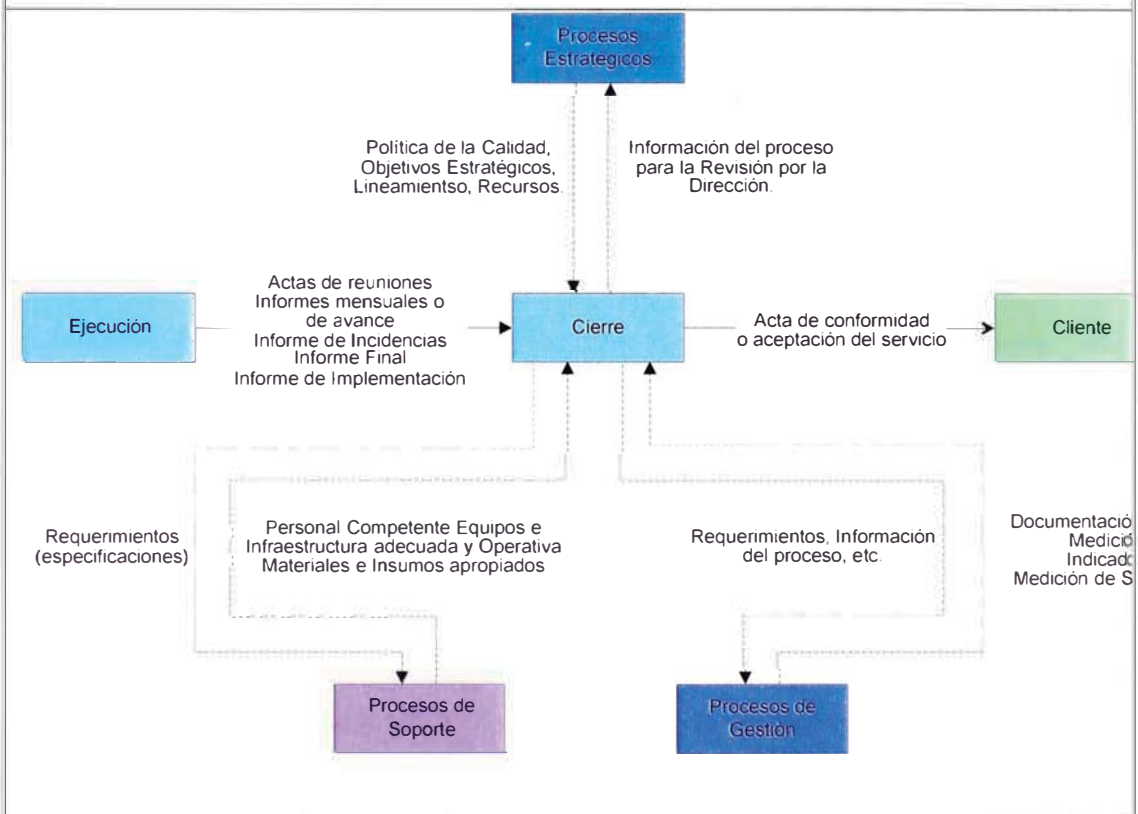 Procesos
Estratégicos
Política de la Calidad,
Objetivos Estratégicos,
Lineamientso, Recursos.
Información del proceso
para la Revisión por la
Dirección.
Ejecución
Actas de reuniones
Informes mensuales o
de avance
Informe de Incidencias
Informe Final
Informe de Implementación
Cierre
Acta de conformidad
o aceptación del servicio
Cliente
Requerimientos
(especificaciones)
Personal Competente Equipos e
Infraestructura adecuada y Operativa
Materiales e Insumos apropiados
Requerimientos, Información
del proceso, etc.
Medición de S
Procesos de
Soporte
Procesos de
Gestión